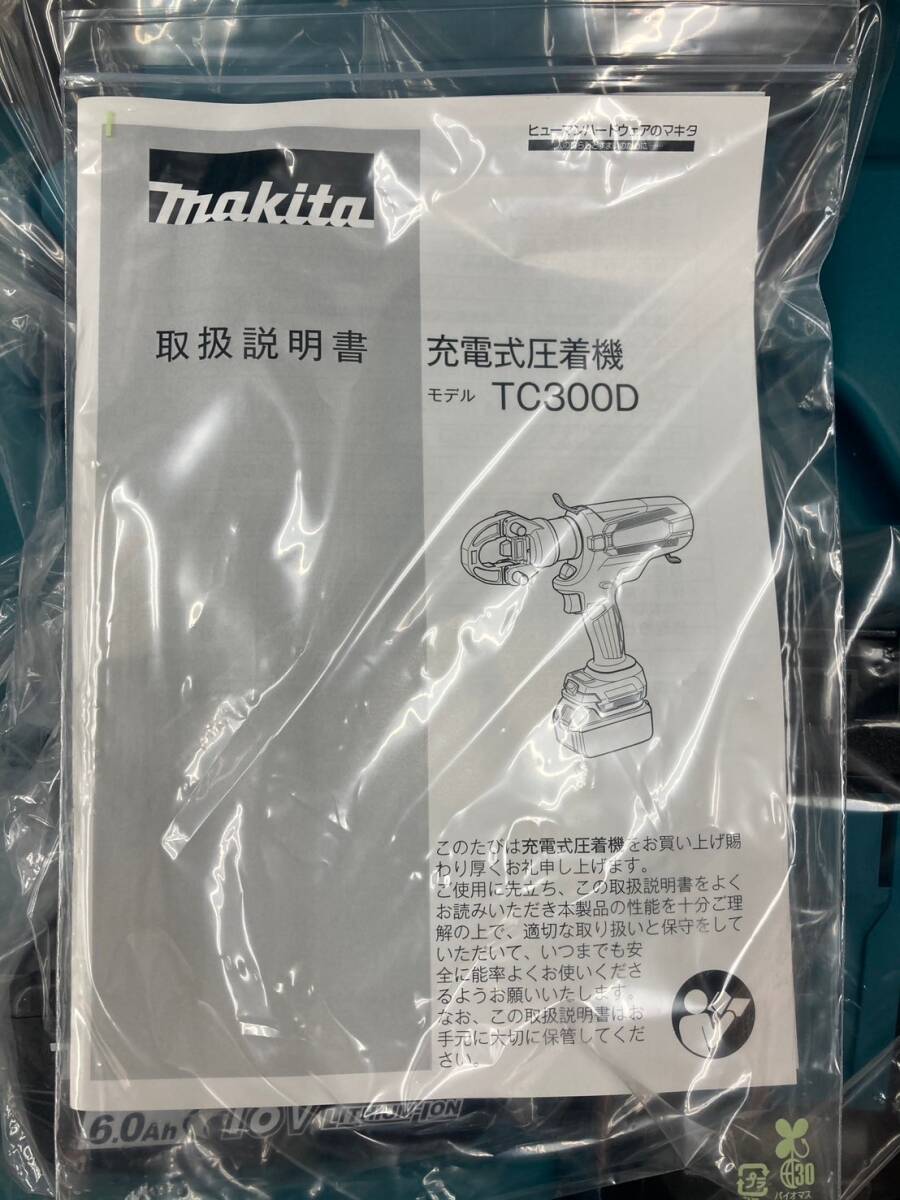 ヒューマンハードウェアのマキタ
makita
取扱説明書
充電式圧着機
モデル TC300D
このたびは充電式圧着機をお買い上げ賜
わり厚くお礼申し上げます。
ご使用に先立ち、この取扱説明書をよく
お読みいただき本製品の性能を十分ご理
解の上で、適切な取り扱いと保守をして
いただいて、いつまでも安
全に能率よくお使いくださ
るようお願いいたします。
なお、この取扱説明書はお
手元に大切に保管してくだ
さい。
6.0Ah 18V LITHIUM-ION
プラ
30
バイオマス